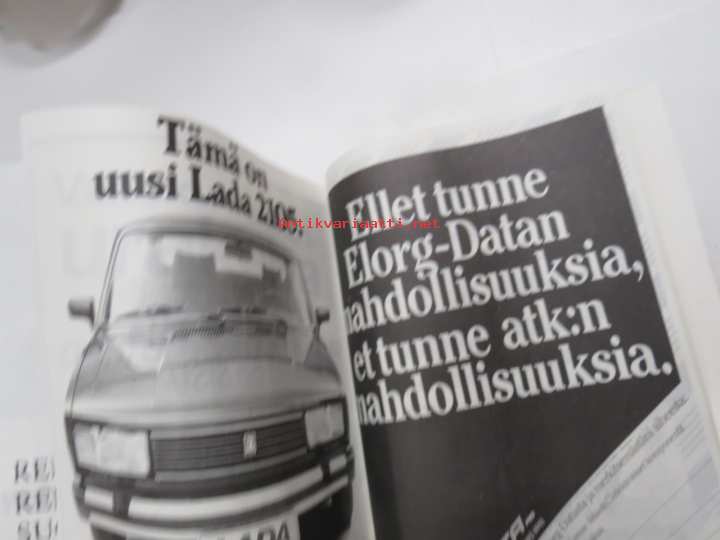 Tämä on
uusi Lada 2105.
Antikvariaatti.net
Ellet tunne
Elorg-Datan
mahdollisuuksia,
et tunne atk:n
mahdollisuuksia.